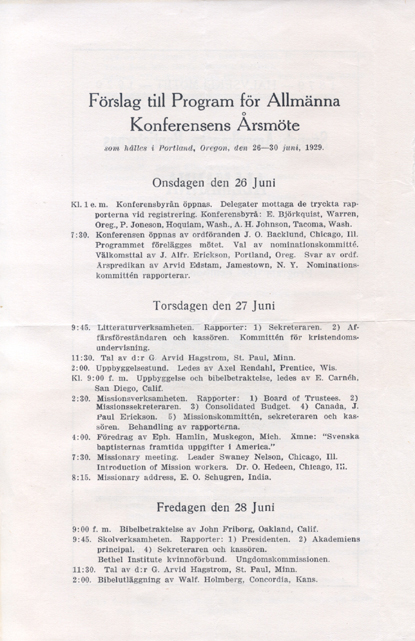 Förslag till Program för Allmänna
Konferensens Årsmöte
som hålles i Portland, Oregon, den 26—30 juni, 1929.
Onsdagen den 26 Juni
Kl. 1 e. m. Konferensbyrån öppnas. Delegater mottaga de tryckta rap-
porterna vid registrering. Konferensbyrå: E. Björkquist, Warren,
Oreg., P. Joneson, Hoquiam, Wash., A. H. Johnson, Tacoma, Wash.
7:30. Konferensen öppnas av ordföranden J. O. Backlund, Chicago, Ill.
Programmet förelägges mötet. Val av nominationskommitté.
Välkomsttal av J. Alfr. Erickson, Portland, Oreg. Svar av ordf.
Årspredikan av Arvid Edstam, Jamestown, N. Y. Nominations-
kommittén rapporterar.
Torsdagen den 27 Juni
9:45. Litteraturverksamheten. Rapporter: 1) Sekreteraren. 2) Af-
färsföreståndaren och kassören. Kommittén för kristendoms-
undervisning.
11:30. Tal av d:r G. Arvid Hagstrom, St. Paul, Minn.
2:00. Uppbyggelsestund. Ledes av Axel Rendahl, Prentice, Wis.
Kl. 9:00 f. m. Uppbyggelse och bibelbetraktelse, ledes av E. Carnéh,
San Diego, Calif.
2:30. Missionsverksamheten. Rapporter: 1) Board of Trustees. 2)
Missionssekreteraren. 3) Consolidated Budget. 4) Canada, J.
Paul Erickson. 5) Missionskommittén, sekreteraren och kas-
sören. Behandling av rapporterna.
4:00. Föredrag av Eph. Hamlin, Muskegon, Mich. Ämne: "Svenska
baptisternas framtida uppgifter i America."
7:30. Missionary meeting. Leader Swaney Nelson, Chicago, Ill.
Introduction of Mission workers. Dr. O. Hedeen, Chicago, Ill.
8:15. Missionary address, E. O. Schugren, India.
Fredagen den 28 Juni
9:00 f. m. Bibelbetraktelse av John Friborg, Oakland, Calif.
9:45. Skolverksamheten. Rapporter: 1) Presidenten. 2) Akademiens
principal. 4) Sekreteraren och kassören.
Bethel Institute kvinnoförbund. Ungdomskommissionen.
11:30. Tal av d:r G. Arvid Hagstrom, St. Paul, Minn.
2:00. Bibelutläggning av Walf. Holmberg, Concordia, Kans.